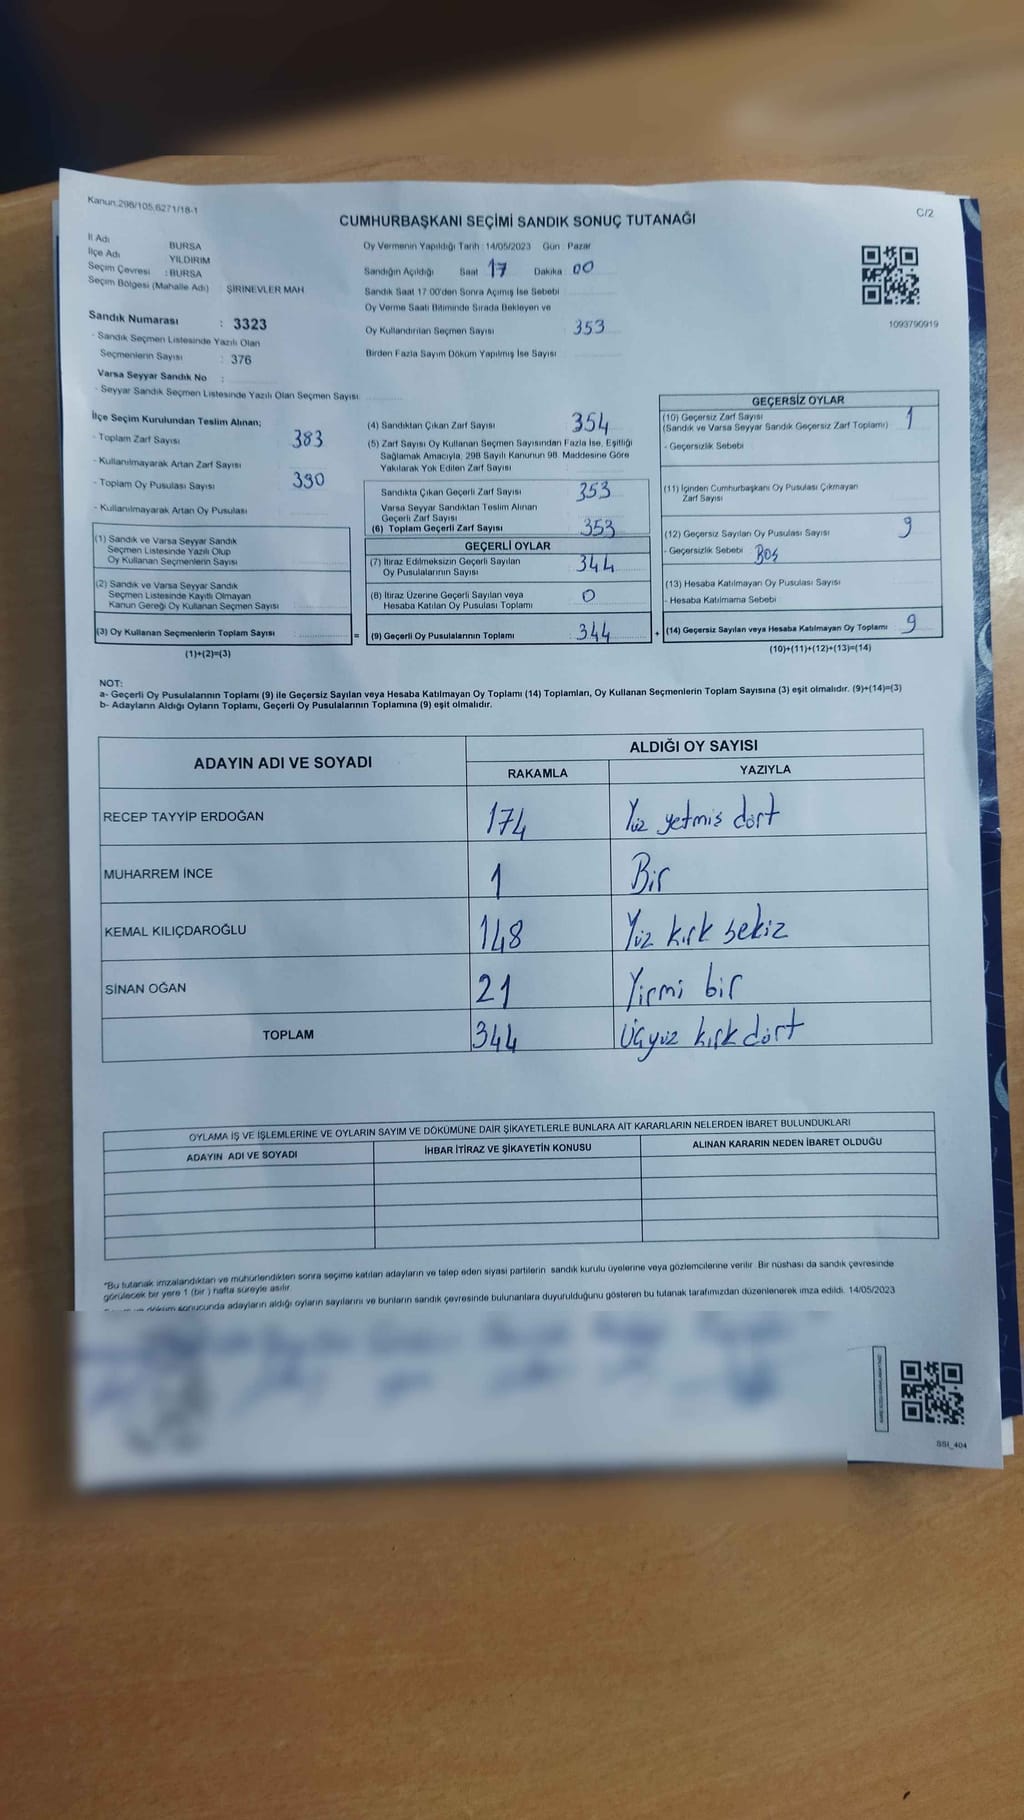 Kanun:298/105,6271/18-1
C/2
CUMHURBAŞKANI SEÇİMİ SANDIK SONUÇ TUTANAĞI
İl Adı BURSA
İlçe Adı YILDIRIM
Seçim Çevresi : BURSA
Seçim Bölgesi (Mahalle Adı) ŞİRİNEVLER MAH
Sandık Numarası : 3323
- Sandık Seçmen Listesinde Yazılı Olan
Seçmenlerin Sayısı : 376
Varsa Seyyar Sandık No :
- Seyyar Sandık Seçmen Listesinde Yazılı Olan Seçmen Sayısı
Oy Vermenin Yapıldığı Tarih : 14/05/2023 Gün : Pazar
Sandığın Açıldığı Saat 17 Dakika 00
Sandık Saat 17:00'den Sonra Açımış İse Sebebi
Oy Verme Saati Bitiminde Sırada Bekleyen ve
Oy Kullandırılan Seçmen Sayısı 353
Birden Fazla Sayım Döküm Yapılmış İse Sayısı
1093790919
İlçe Seçim Kurulundan Teslim Alınan;
- Toplam Zarf Sayısı 383
- Kullanılmayarak Artan Zarf Sayısı
- Toplam Oy Pusulası Sayısı 390
- Kullanılmayarak Artan Oy Pusulası
(1) Sandık ve Varsa Seyyar Sandık
Seçmen Listesinde Yazılı Olup
Oy Kullanan Seçmenlerin Sayısı
(2) Sandık ve Varsa Seyyar Sandık
Seçmen Listesinde Kayıtlı Olmayan
Kanun Gereği Oy Kullanan Seçmen Sayısı
(3) Oy Kullanan Seçmenlerin Toplam Sayısı : =
(1)+(2)=(3)
(4) Sandıktan Çıkan Zarf Sayısı 354
(5) Zarf Sayısı Oy Kullanan Seçmen Sayısından Fazla İse, Eşitliği
Sağlamak Amacıyla, 298 Sayılı Kanunun 98. Maddesine Göre
Yakılarak Yok Edilen Zarf Sayısı
Sandıkta Çıkan Geçerli Zarf Sayısı 353
Varsa Seyyar Sandıktan Teslim Alınan
Geçerli Zarf Sayısı
(6) Toplam Geçerli Zarf Sayısı 353
GEÇERLİ OYLAR
(7) İtiraz Edilmeksizin Geçerli Sayılan
Oy Pusulalarının Sayısı 344
(8) İtiraz Üzerine Geçerli Sayılan veya
Hesaba Katılan Oy Pusulası Toplamı 0
(9) Geçerli Oy Pusulalarının Toplamı : 344 +
GEÇERSİZ OYLAR
(10) Geçersiz Zarf Sayısı
(Sandık ve Varsa Seyyar Sandık Geçersiz Zarf Toplamı) 1
- Geçersizlik Sebebi
(11) İçinden Cumhurbaşkanı Oy Pusulası Çıkmayan
Zarf Sayısı
(12) Geçersiz Sayılan Oy Pusulası Sayısı 9
- Geçersizlik Sebebi Boş
(13) Hesaba Katılmayan Oy Pusulası Sayısı
- Hesaba Katılmama Sebebi
(14) Geçersiz Sayılan veya Hesaba Katılmayan Oy Toplamı 9
(10)+(11)+(12)+(13)=(14)
NOT:
a- Geçerli Oy Pusulalarının Toplamı (9) ile Geçersiz Sayılan veya Hesaba Katılmayan Oy Toplamı (14) Toplamları, Oy Kullanan Seçmenlerin Toplam Sayısına (3) eşit olmalıdır. (9)+(14)=(3)
b- Adayların Aldığı Oyların Toplamı, Geçerli Oy Pusulalarının Toplamına (9) eşit olmalıdır.
ADAYIN ADI VE SOYADI
ALDIĞI OY SAYISI
RAKAMLA YAZIYLA
RECEP TAYYİP ERDOĞAN 174 Yüz yetmiş dört
MUHARREM İNCE 1 Bir
KEMAL KILIÇDAROĞLU 148 Yüz kırk sekiz
SİNAN OĞAN 21 Yirmi bir
TOPLAM 344 Üçyüz kırk dört
OYLAMA İŞ VE İŞLEMLERİNE VE OYLARIN SAYIM VE DÖKÜMÜNE DAİR ŞİKAYETLERLE BUNLARA AİT KARARLARIN NELERDEN İBARET BULUNDUKLARI
ADAYIN ADI VE SOYADI İHBAR İTİRAZ VE ŞİKAYETİN KONUSU ALINAN KARARIN NEDEN İBARET OLDUĞU
*Bu tutanak imzalandıktan ve mühürlendikten sonra seçime katılan adayların ve talep eden siyasi partilerin sandık kurulu üyelerine veya gözlemcilerine verilir. Bir nüshası da sandık çevresinde
görülecek bir yere 1 (bir ) hafta süreyle asılır.
ve döküm sonucunda adayların aldığı oyların sayılarını ve bunların sandık çevresinde bulunanlara duyurulduğunu gösteren bu tutanak tarafımızdan düzenlenerek imza edildi. 14/05/2023
SSI_404